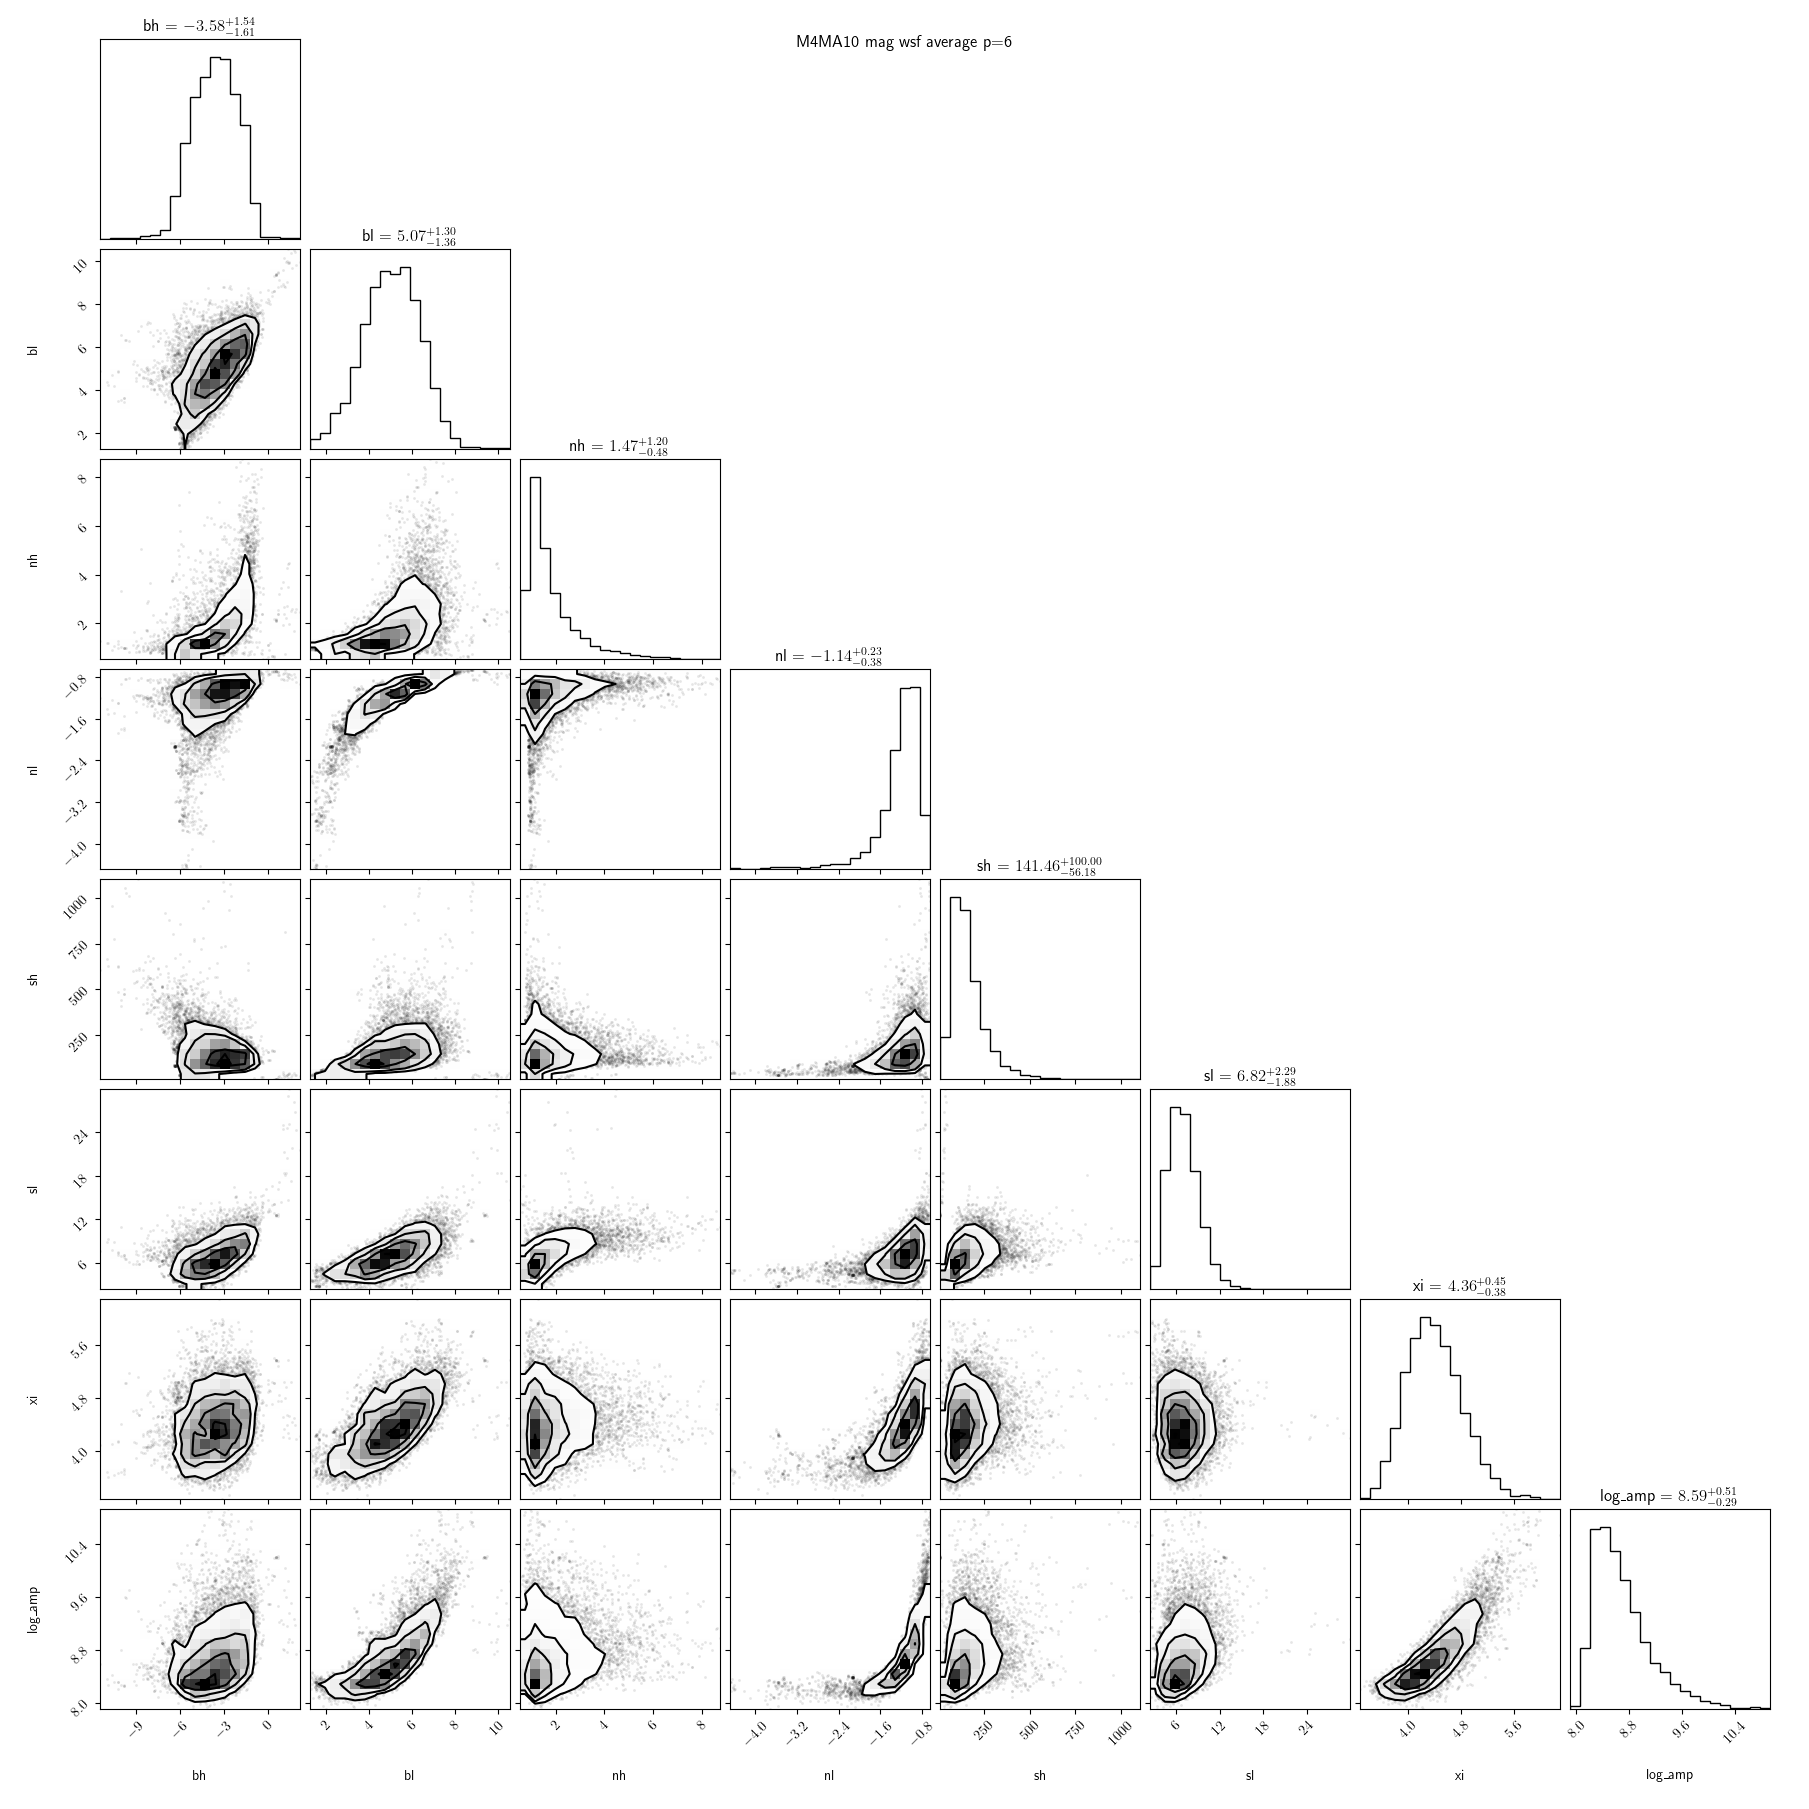 M4MA10 mag wsf average p=6
bh = −3.58+1.54−1.61
bl = 5.07+1.30−1.36
nh = 1.47+1.20−0.48
nl = −1.14+0.23−0.38
sh = 141.46+100.00−56.18
sl = 6.82+2.29−1.88
xi = 4.36+0.45−0.38
log_amp = 8.59+0.51−0.29
bl
10
8
6
4
2
nh
8
6
4
2
nl
−0.8
−1.6
−2.4
−3.2
−4.0
sh
1000
750
500
250
sl
24
18
12
6
xi
5.6
4.8
4.0
log_amp
10.4
9.6
8.8
8.0
−9 −6 −3 0
2 4 6 8 10
2 4 6 8
−4.0 −3.2 −2.4 −1.6 −0.8
250 500 750 1000
6 12 18 24
4.0 4.8 5.6
8.0 8.8 9.6 10.4
bh bl nh nl sh sl xi log_amp